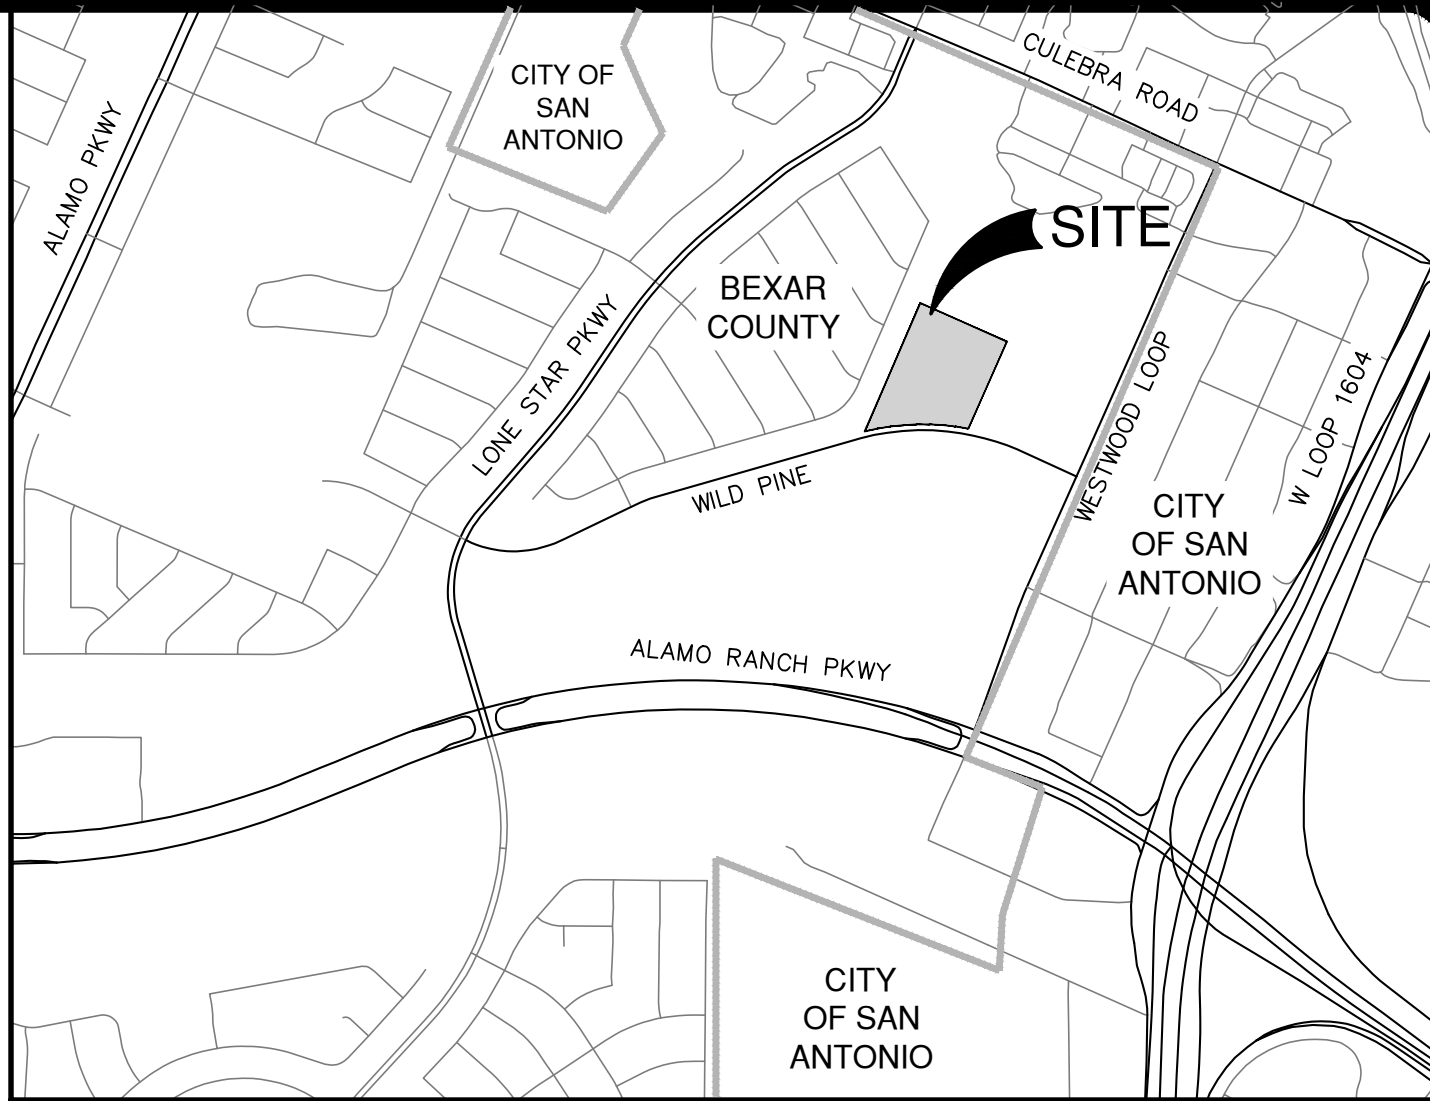 CULEBRA ROAD
CITY OF
SAN
ANTONIO
ALAMO PKWY
SITE
BEXAR
COUNTY
LONE STAR PKWY
WESTWOOD LOOP
W LOOP 1604
WILD PINE
CITY
OF SAN
ANTONIO
ALAMO RANCH PKWY
CITY
OF SAN
ANTONIO